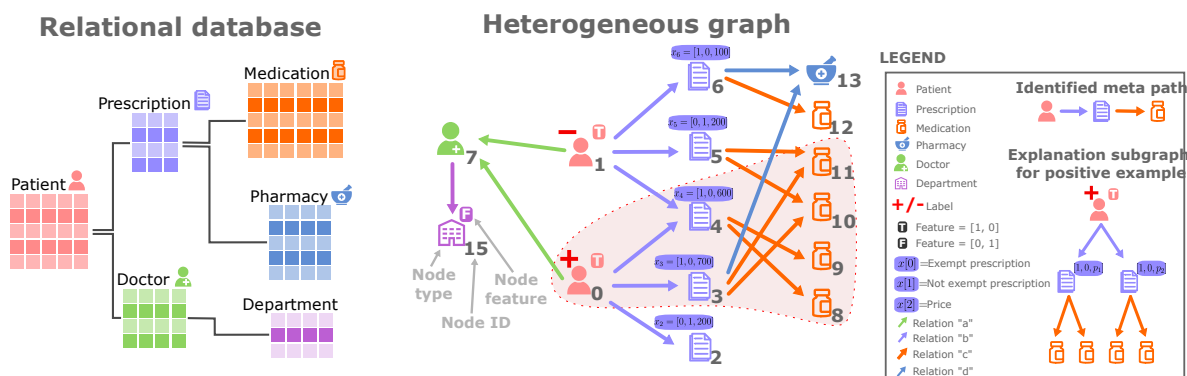 Relational database
Medication
Prescription
Patient
Pharmacy
Doctor
Department
Heterogeneous graph
x₆ = [1, 0, 100]
6
13
T
1
x₅ = [0, 1, 200]
5
12
7
11
x₄ = [1, 0, 600]
4
10
F
15
T
0
x₃ = [1, 0, 700]
3
9
8
x₂ = [0, 1, 200]
2
Node type
Node ID
Node feature
LEGEND
Patient
Prescription
Medication
Pharmacy
Doctor
Department
+/- Label
T Feature = [1, 0]
F Feature = [0, 1]
x[0]=Exempt prescription
x[1]=Not exempt prescription
x[2]=Price
Relation "a"
Relation "b"
Relation "c"
Relation "d"
Identified meta path
Explanation subgraph
for positive example
+
T
[1, 0, p₁]
[1, 0, p₂]